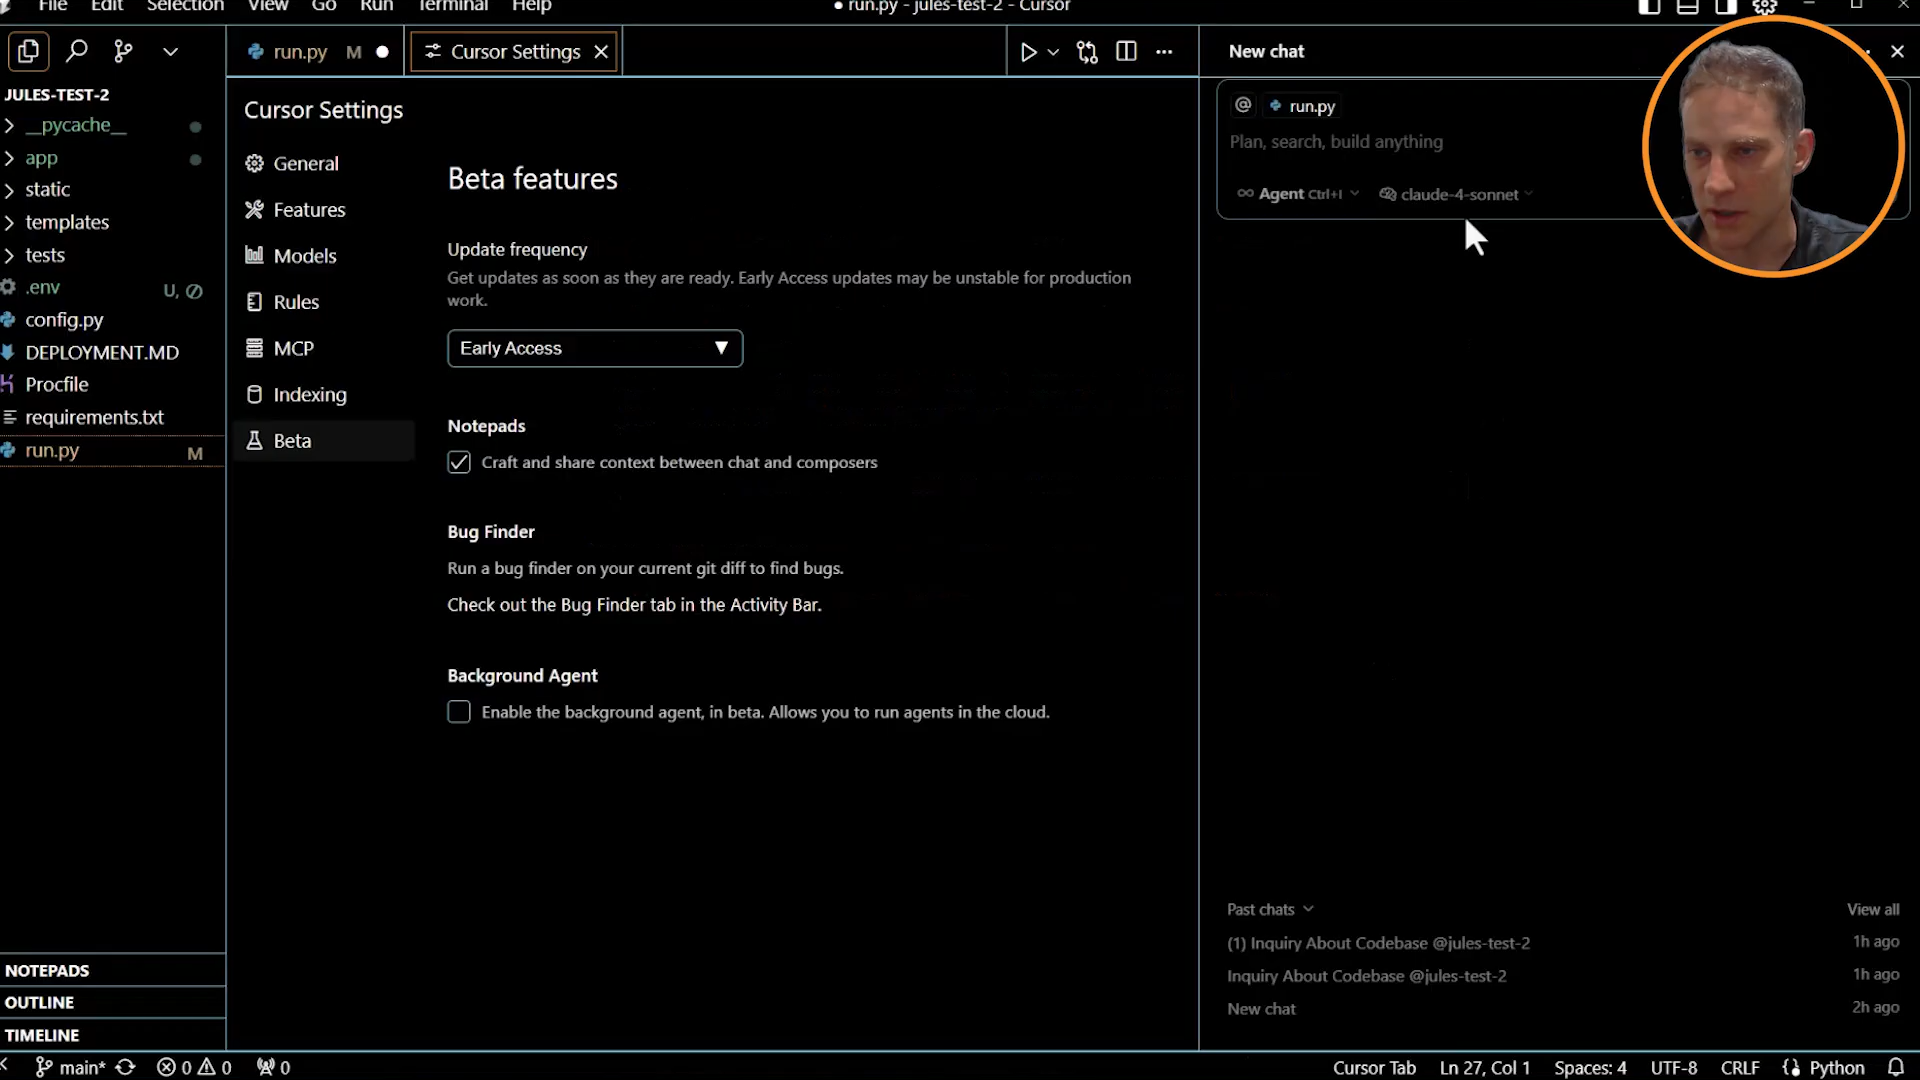 File Edit Selection View Go Run Terminal Help
● run.py - jules-test-2 - Cursor
run.py M
Cursor Settings
New chat
JULES-TEST-2
__pycache__
app
static
templates
tests
.env U,
config.py
DEPLOYMENT.MD
Procfile
requirements.txt
run.py M
NOTEPADS
OUTLINE
TIMELINE
Cursor Settings
General
Features
Models
Rules
MCP
Indexing
Beta
Beta features
Update frequency
Get updates as soon as they are ready. Early Access updates may be unstable for production
work.
Early Access
Notepads
Craft and share context between chat and composers
Bug Finder
Run a bug finder on your current git diff to find bugs.
Check out the Bug Finder tab in the Activity Bar.
Background Agent
Enable the background agent, in beta. Allows you to run agents in the cloud.
@ run.py
Plan, search, build anything
Agent Ctrl+I claude-4-sonnet
Past chats View all
(1) Inquiry About Codebase @jules-test-2 1h ago
Inquiry About Codebase @jules-test-2 1h ago
New chat 2h ago
main* 0 0 0
Cursor Tab Ln 27, Col 1 Spaces: 4 UTF-8 CRLF Python